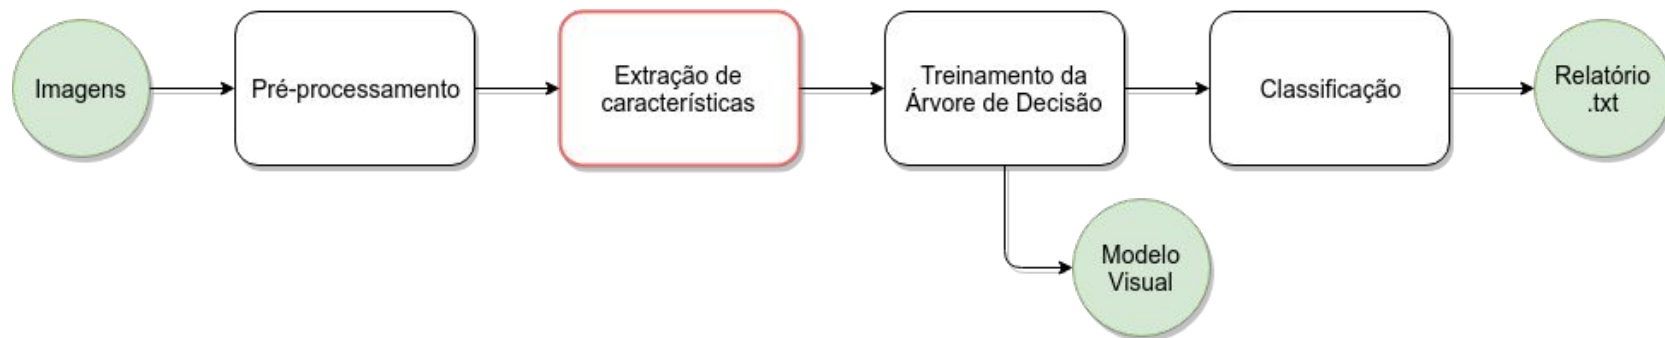 Imagens
Pré-processamento
Extração de
características
Treinamento da
Árvore de Decisão
Classificação
Relatório
.txt
Modelo
Visual